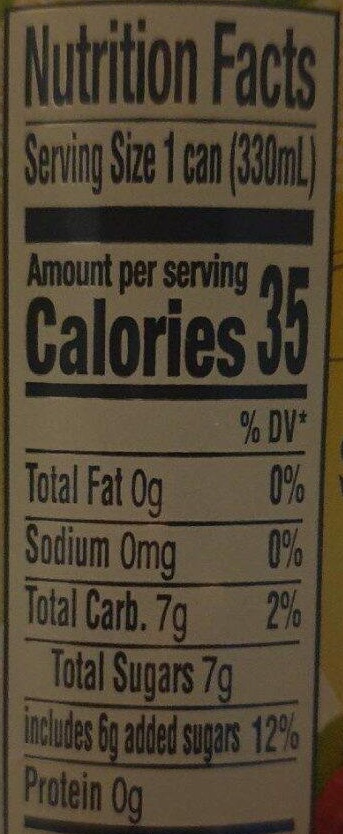 Nutrition Facts
Serving Size 1 can (330mL)
Amount per serving
Calories 35
% DV*
Total Fat 0g 0%
Sodium 0mg 0%
Total Carb. 7g 2%
Total Sugars 7g
includes 6g added sugars 12%
Protein 0g